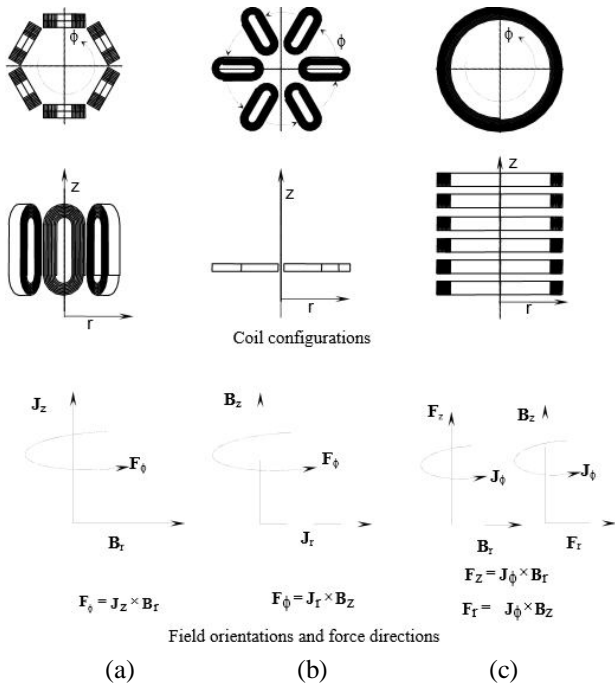 ϕ ϕ ϕ
z z z
r r r
Coil configurations
J_z B_z F_z B_z
F_ϕ F_ϕ J_ϕ J_ϕ
B_r J_r B_r F_r
F_ϕ = J_z × B_r F_ϕ = J_r × B_z F_z = J_ϕ × B_r
F_r = J_ϕ × B_z
Field orientations and force directions
(a) (b) (c)